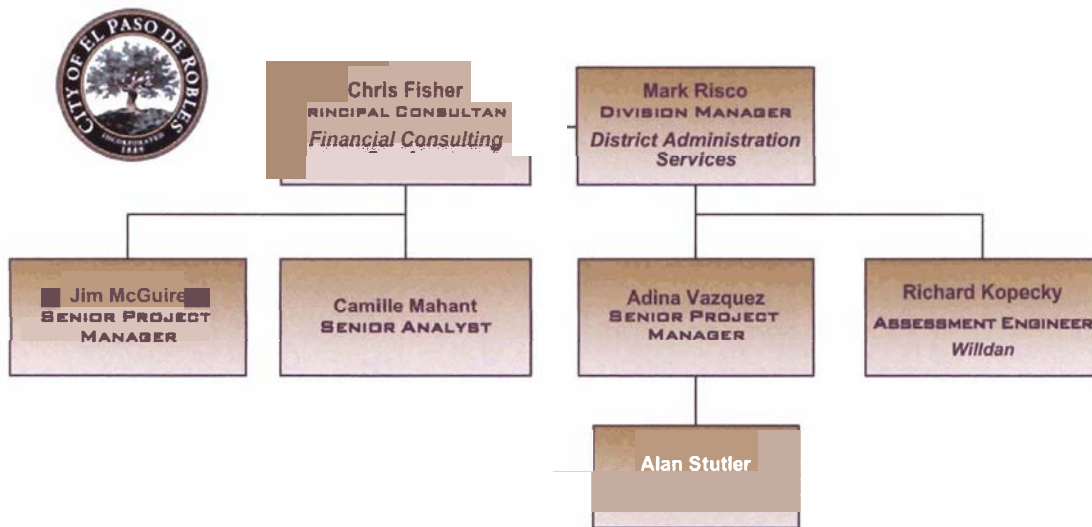 CITY OF EL PASO DE ROBLES
INCORPORATED
1889
Chris Fisher
RINCIPAL CONSULTAN
Financial Consulting
Mark Risco
DIVISION MANAGER
District Administration
Services
Jim McGuire
SENIOR PROJECT
MANAGER
Camille Mahant
SENIOR ANALYST
Adina Vazquez
SENIOR PROJECT
MANAGER
Richard Kopecky
ASSESSMENT ENGINEER
Willdan
Alan Stutler